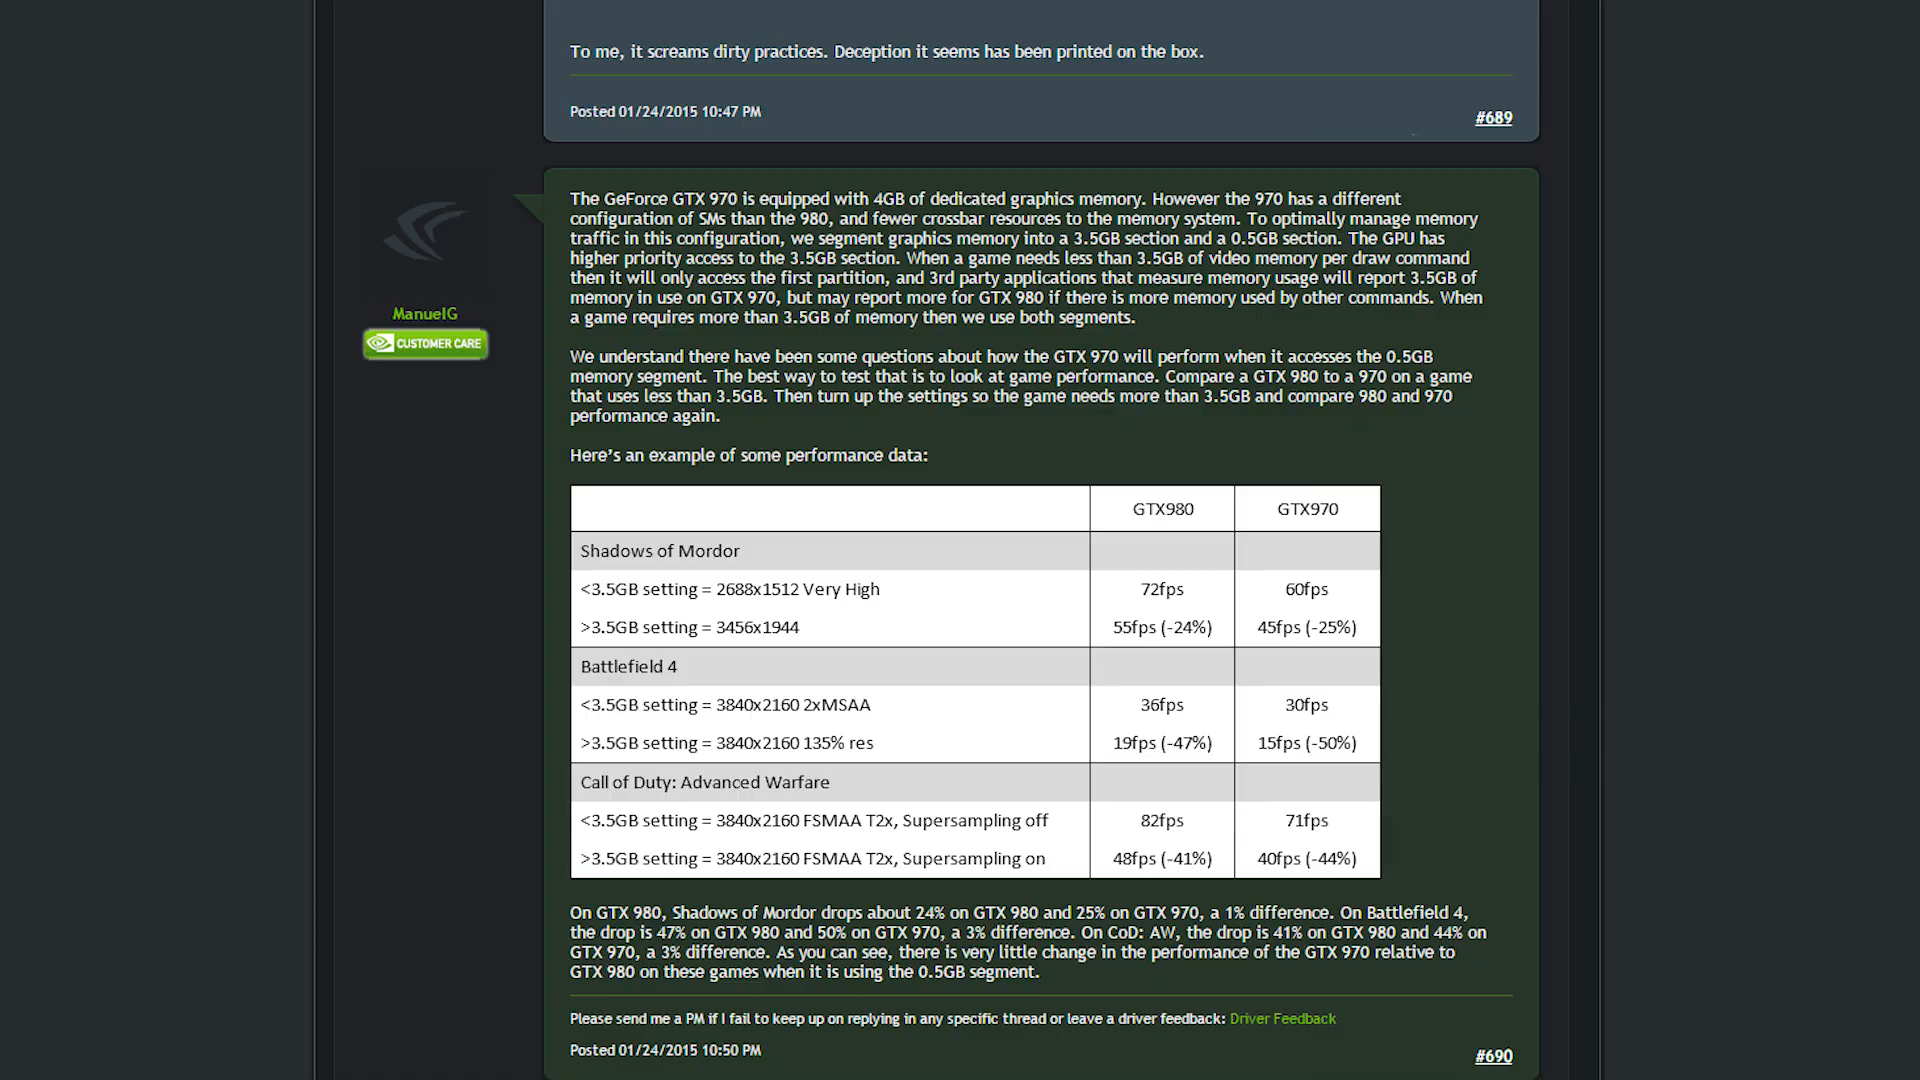 To me, it screams dirty practices. Deception it seems has been printed on the box.
Posted 01/24/2015 10:47 PM
#689
ManuelG
CUSTOMER CARE
The GeForce GTX 970 is equipped with 4GB of dedicated graphics memory. However the 970 has a different
configuration of SMs than the 980, and fewer crossbar resources to the memory system. To optimally manage memory
traffic in this configuration, we segment graphics memory into a 3.5GB section and a 0.5GB section. The GPU has
higher priority access to the 3.5GB section. When a game needs less than 3.5GB of video memory per draw command
then it will only access the first partition, and 3rd party applications that measure memory usage will report 3.5GB of
memory in use on GTX 970, but may report more for GTX 980 if there is more memory used by other commands. When
a game requires more than 3.5GB of memory then we use both segments.
We understand there have been some questions about how the GTX 970 will perform when it accesses the 0.5GB
memory segment. The best way to test that is to look at game performance. Compare a GTX 980 to a 970 on a game
that uses less than 3.5GB. Then turn up the settings so the game needs more than 3.5GB and compare 980 and 970
performance again.
Here's an example of some performance data:
GTX980 GTX970
Shadows of Mordor
<3.5GB setting = 2688x1512 Very High 72fps 60fps
>3.5GB setting = 3456x1944 55fps (-24%) 45fps (-25%)
Battlefield 4
<3.5GB setting = 3840x2160 2xMSAA 36fps 30fps
>3.5GB setting = 3840x2160 135% res 19fps (-47%) 15fps (-50%)
Call of Duty: Advanced Warfare
<3.5GB setting = 3840x2160 FSMAA T2x, Supersampling off 82fps 71fps
>3.5GB setting = 3840x2160 FSMAA T2x, Supersampling on 48fps (-41%) 40fps (-44%)
On GTX 980, Shadows of Mordor drops about 24% on GTX 980 and 25% on GTX 970, a 1% difference. On Battlefield 4,
the drop is 47% on GTX 980 and 50% on GTX 970, a 3% difference. On CoD: AW, the drop is 41% on GTX 980 and 44% on
GTX 970, a 3% difference. As you can see, there is very little change in the performance of the GTX 970 relative to
GTX 980 on these games when it is using the 0.5GB segment.
Please send me a PM if I fail to keep up on replying in any specific thread or leave a driver feedback: Driver Feedback
Posted 01/24/2015 10:50 PM
#690